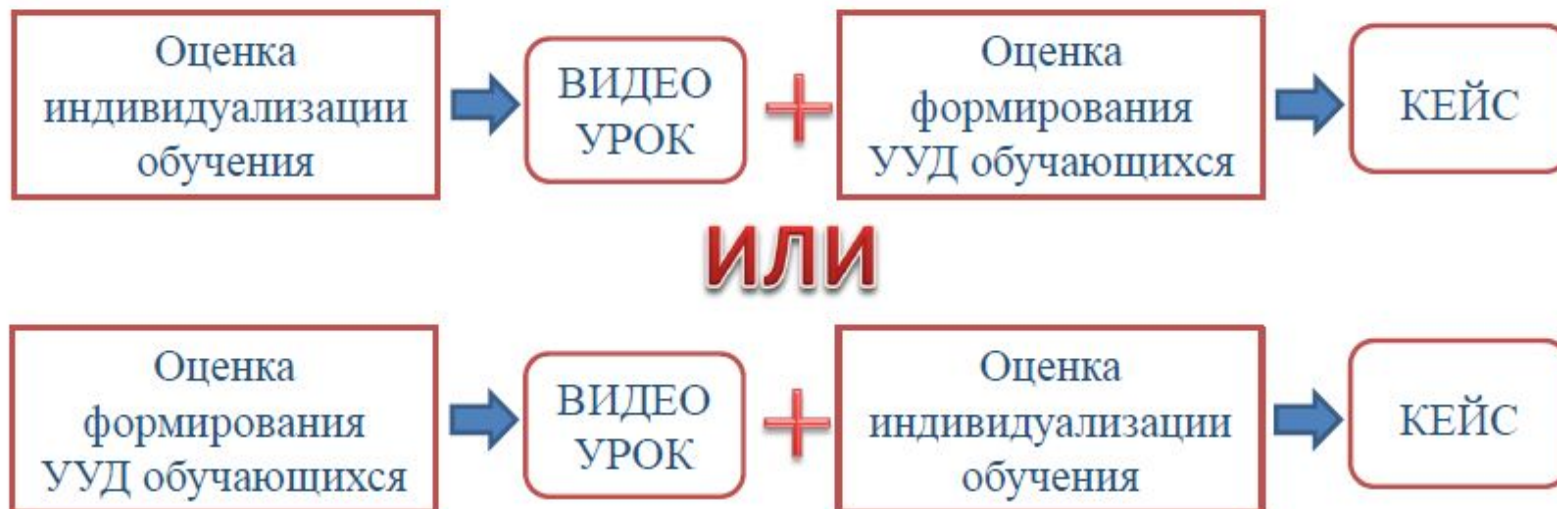 Оценка
индивидуализации
обучения
ВИДЕО
УРОК
Оценка
формирования
УУД обучающихся
КЕЙС
ИЛИ
Оценка
формирования
УУД обучающихся
ВИДЕО
УРОК
Оценка
индивидуализации
обучения
КЕЙС